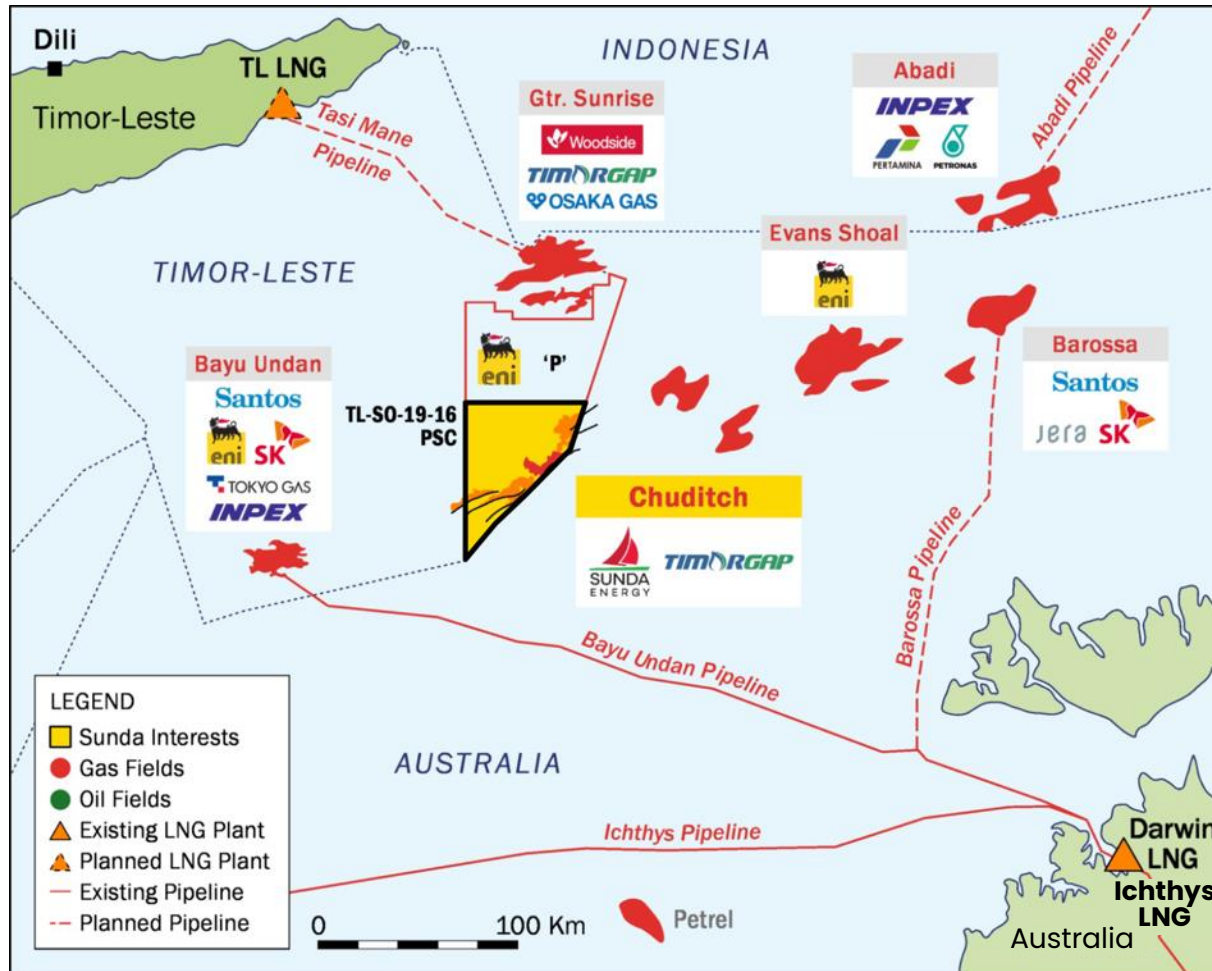 Dili
TL LNG
Timor-Leste
Tasi Mane
Pipeline
INDONESIA
Gtr. Sunrise
Woodside
TIMORGAP
OSAKA GAS
Abadi
INPEX
PERTAMINA
PETRONAS
Abadi Pipeline
TIMOR-LESTE
Evans Shoal
eni
eni
'P'
Bayu Undan
Santos
eni
SK
TOKYO GAS
INPEX
TL-SO-19-16
PSC
Barossa
Santos
Jera
SK
Chuditch
SUNDA
ENERGY
TIMORGAP
Barossa Pipeline
Bayu Undan Pipeline
AUSTRALIA
Ichthys Pipeline
LEGEND
Sunda Interests
Gas Fields
Oil Fields
Existing LNG Plant
Planned LNG Plant
Existing Pipeline
Planned Pipeline
0 100 Km
Petrel
Darwin
LNG
Ichthys
LNG
Australia